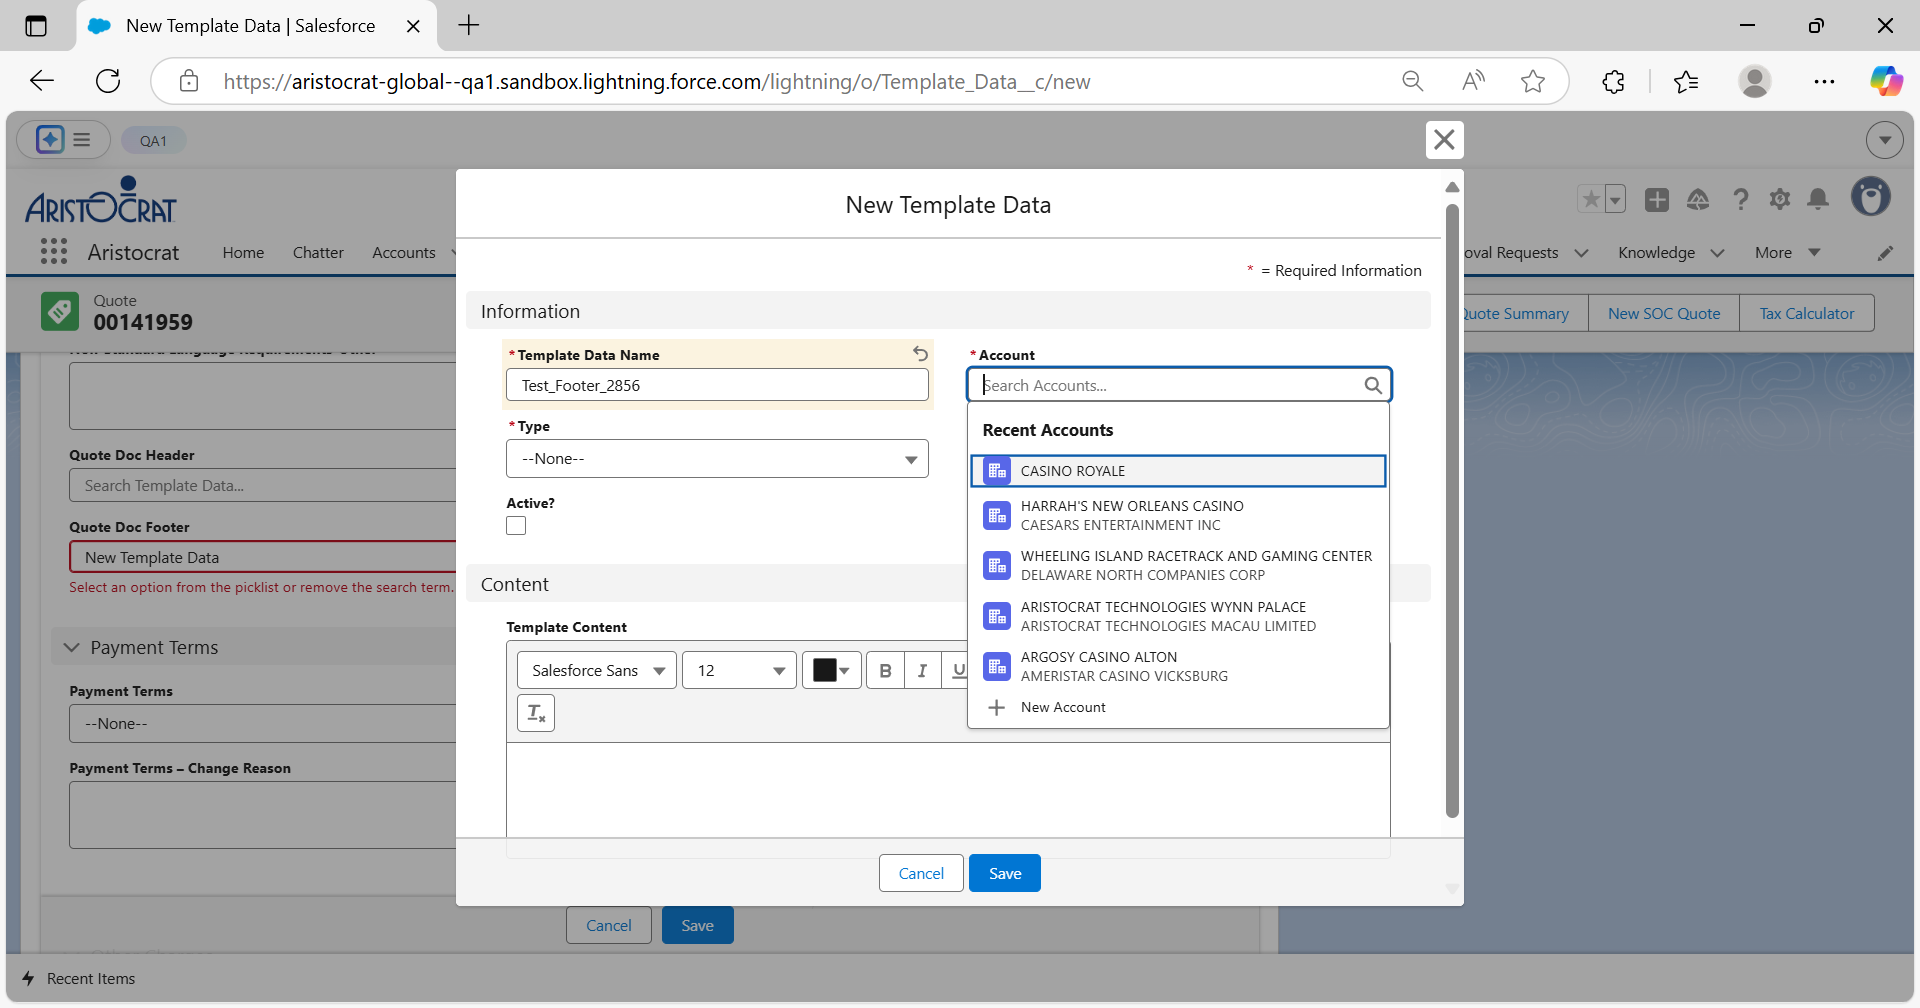 New Template Data | Salesforce
https://aristocrat-global--qa1.sandbox.lightning.force.com/lightning/o/Template_Data__c/new
QA1
ARISTOCRAT
Aristocrat
Home
Chatter
Accounts
oval Requests
Knowledge
More
Quote
00141959
Quote Summary
New SOC Quote
Tax Calculator
Quote Doc Header
Search Template Data...
Quote Doc Footer
New Template Data
Select an option from the picklist or remove the search term.
Payment Terms
Payment Terms
--None--
Payment Terms – Change Reason
Cancel
Save
Recent Items
New Template Data
* = Required Information
Information
*Template Data Name
Test_Footer_2856
*Type
--None--
Active?
*Account
Search Accounts...
Recent Accounts
CASINO ROYALE
HARRAH'S NEW ORLEANS CASINO
CAESARS ENTERTAINMENT INC
WHEELING ISLAND RACETRACK AND GAMING CENTER
DELAWARE NORTH COMPANIES CORP
ARISTOCRAT TECHNOLOGIES WYNN PALACE
ARISTOCRAT TECHNOLOGIES MACAU LIMITED
ARGOSY CASINO ALTON
AMERISTAR CASINO VICKSBURG
New Account
Content
Template Content
Salesforce Sans
12
B
I
U
Cancel
Save